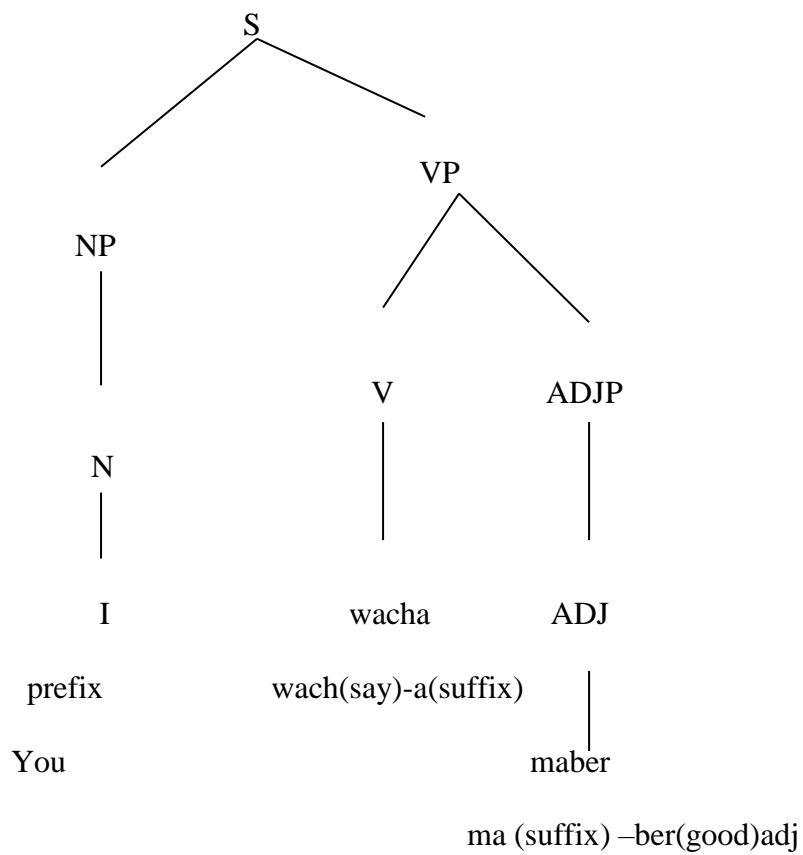 S
VP
NP
V ADJP
N
I wacha ADJ
prefix wach(say)-a(suffix)
You maber
ma (suffix) –ber(good)adj